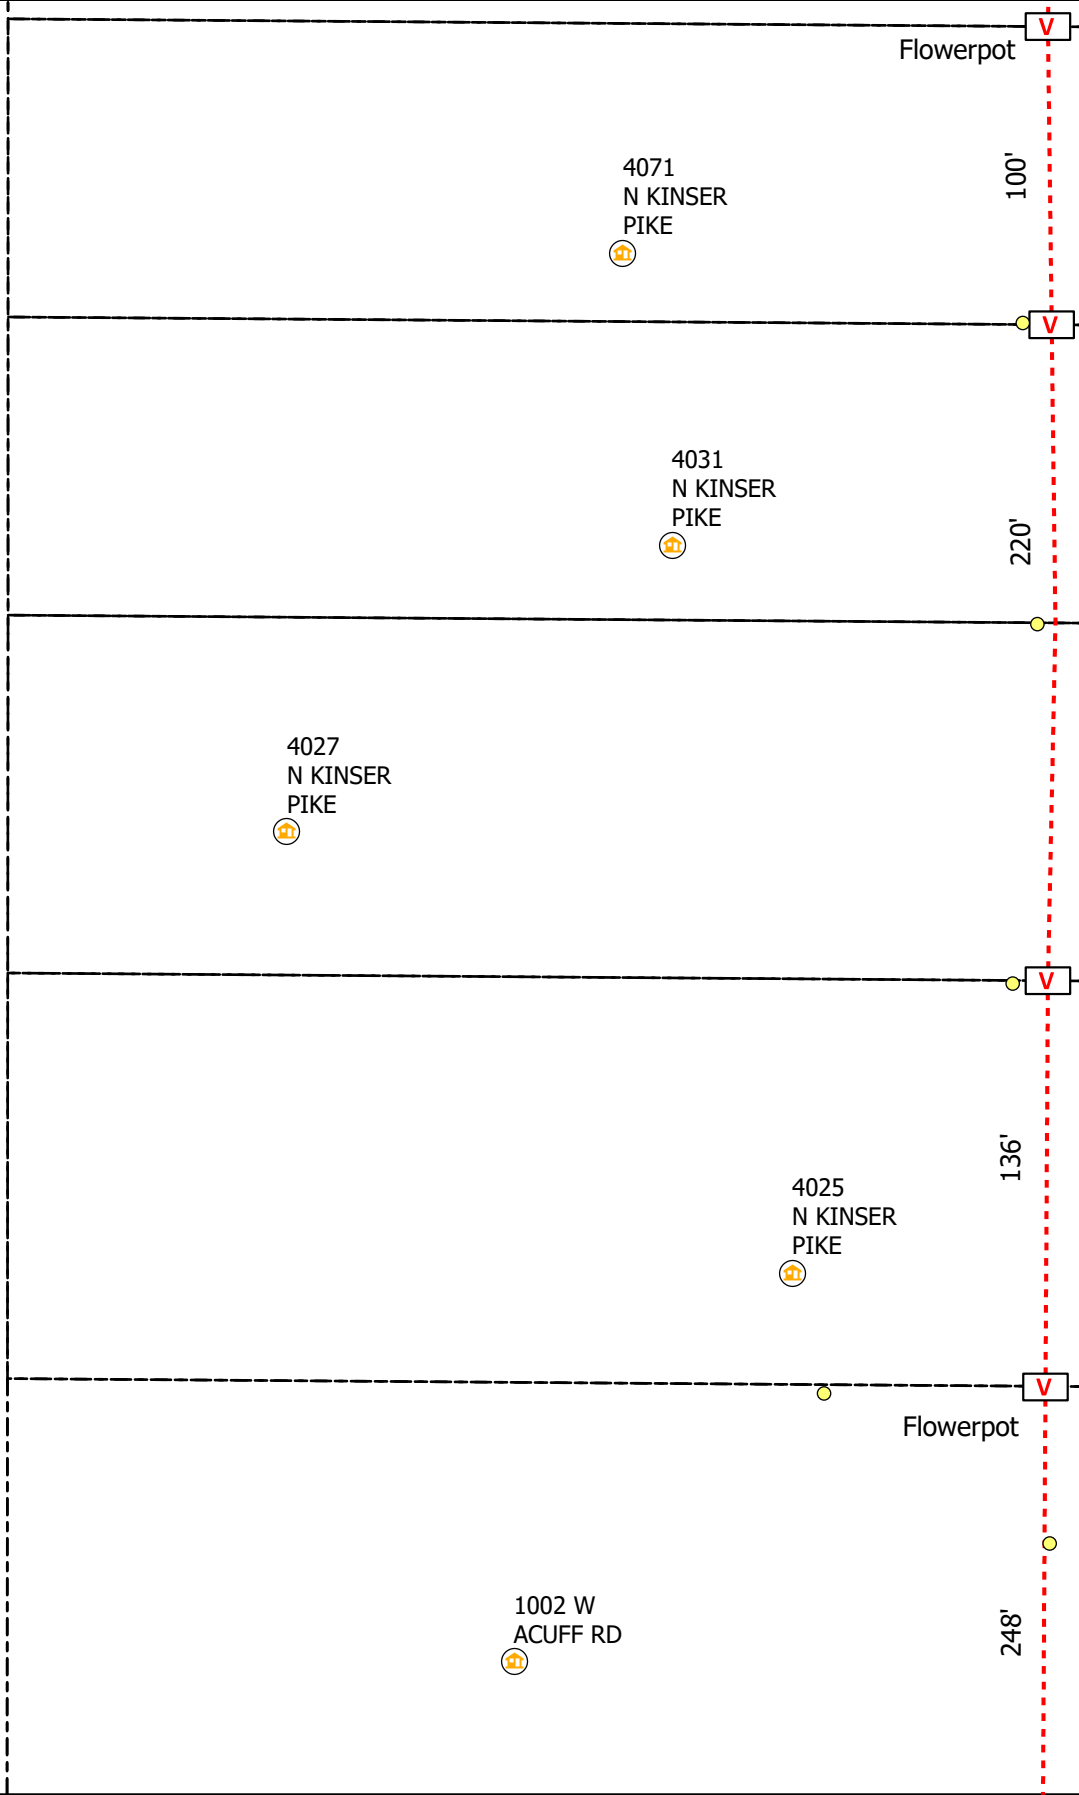 V
Flowerpot
100'
4071
N KINSER
PIKE
V
4031
N KINSER
PIKE
220'
4027
N KINSER
PIKE
V
136'
4025
N KINSER
PIKE
V
Flowerpot
1002 W
ACUFF RD
248'